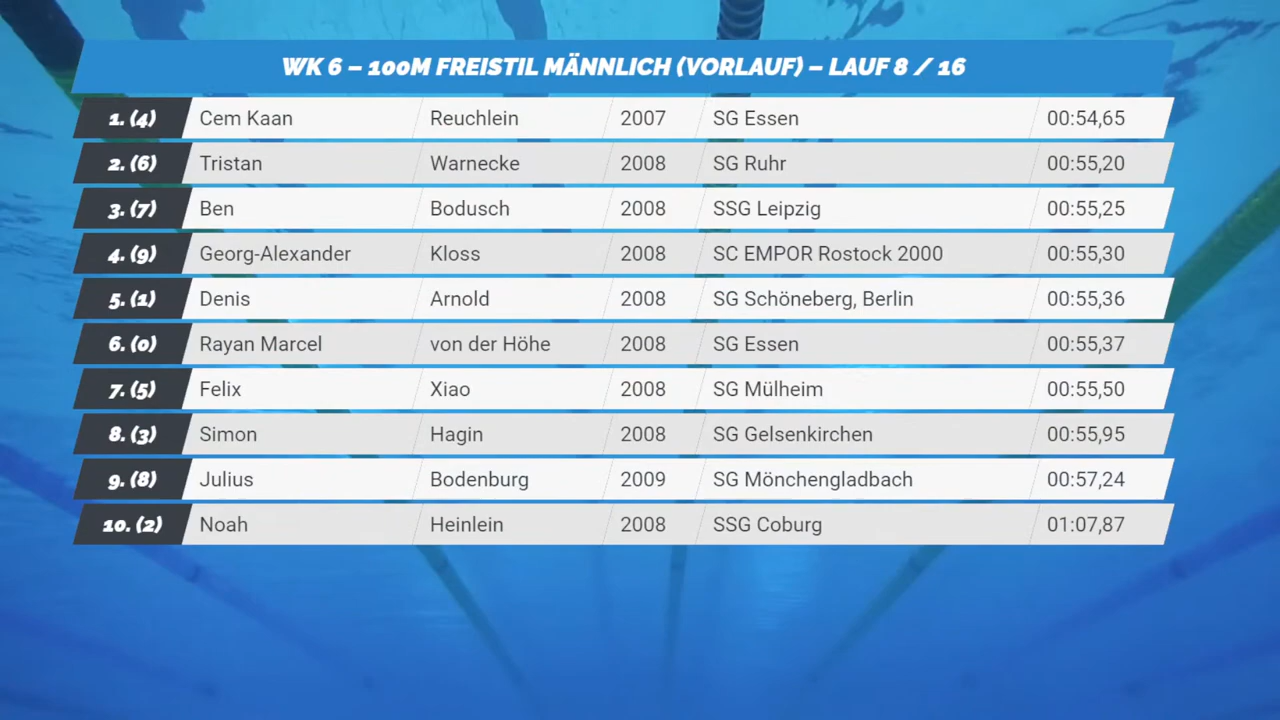 WK 6 – 100M FREISTIL MÄNNLICH (VORLAUF) – LAUF 8 / 16
1. (4) Cem Kaan Reuchlein 2007 SG Essen 00:54,65
2. (6) Tristan Warnecke 2008 SG Ruhr 00:55,20
3. (7) Ben Bodusch 2008 SSG Leipzig 00:55,25
4. (9) Georg-Alexander Kloss 2008 SC EMPOR Rostock 2000 00:55,30
5. (1) Denis Arnold 2008 SG Schöneberg, Berlin 00:55,36
6. (0) Rayan Marcel von der Höhe 2008 SG Essen 00:55,37
7. (5) Felix Xiao 2008 SG Mülheim 00:55,50
8. (3) Simon Hagin 2008 SG Gelsenkirchen 00:55,95
9. (8) Julius Bodenburg 2009 SG Mönchengladbach 00:57,24
10. (2) Noah Heinlein 2008 SSG Coburg 01:07,87